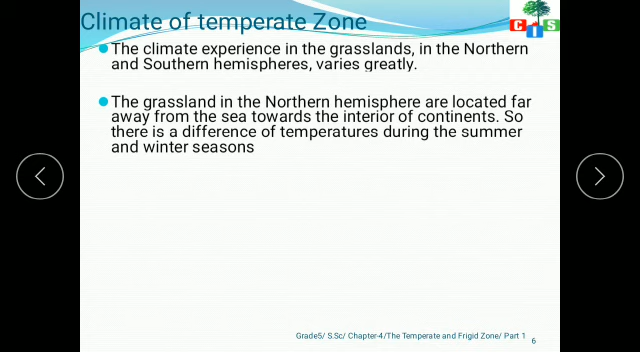 Climate of temperate Zone
CIS
The climate experience in the grasslands, in the Northern
and Southern hemispheres, varies greatly.
The grassland in the Northern hemisphere are located far
away from the sea towards the interior of continents. So
there is a difference of temperatures during the summer
and winter seasons
Grade5/ S.Sc/ Chapter-4/The Temperate and Frigid Zone/ Part 1
6